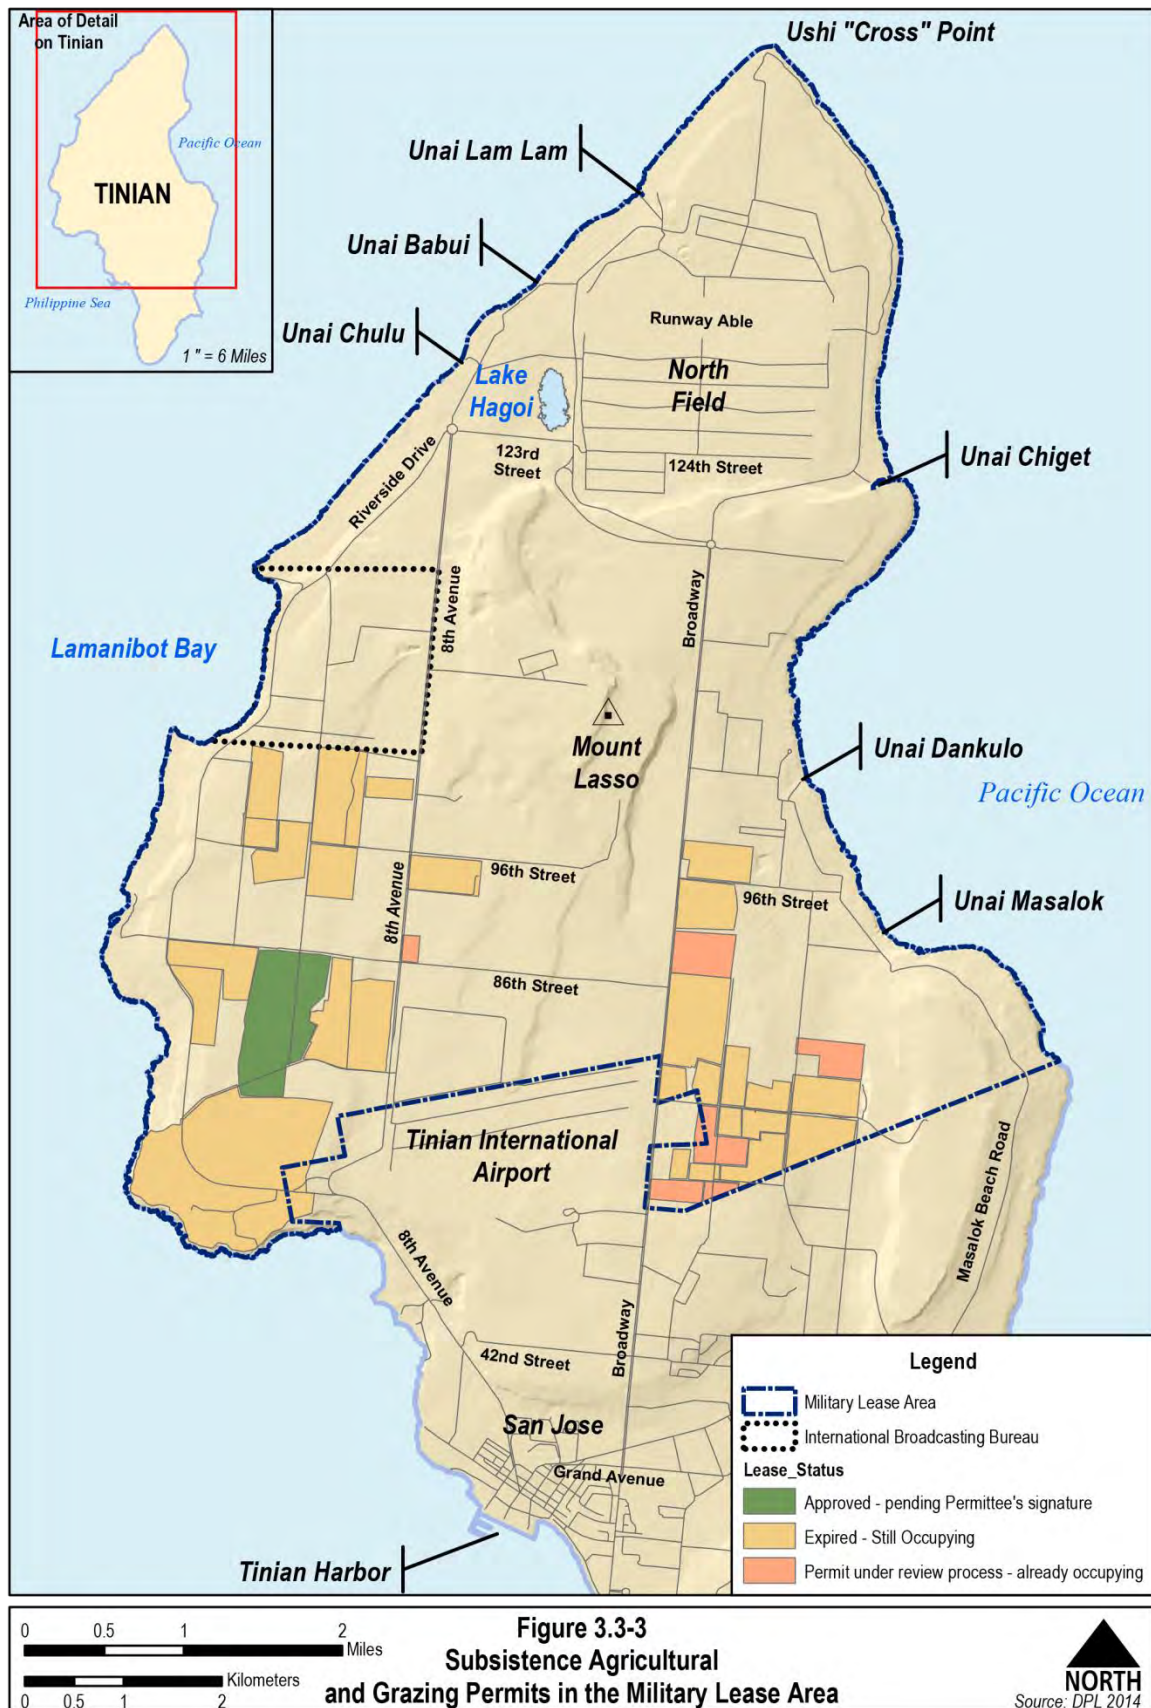 Area of Detail
on Tinian
Pacific Ocean
TINIAN
Philippine Sea
1 " = 6 Miles
Ushi "Cross" Point
Unai Lam Lam
Unai Babui
Unai Chulu
Runway Able
North
Field
Lake
Hagoi
123rd
Street
124th Street
Unai Chiget
Riverside Drive
8th Avenue
Broadway
Lamanibot Bay
Mount
Lasso
Unai Dankulo
Pacific Ocean
96th Street
8th Avenue
96th Street
Unai Masalok
86th Street
Tinian International
Airport
Masalok Beach Road
8th Avenue
Broadway
42nd Street
San Jose
Grand Avenue
Tinian Harbor
Legend
Military Lease Area
International Broadcasting Bureau
Lease_Status
Approved - pending Permittee's signature
Expired - Still Occupying
Permit under review process - already occupying
0 0.5 1 2
Miles
Kilometers
0 0.5 1 2
Figure 3.3-3
Subsistence Agricultural
and Grazing Permits in the Military Lease Area
NORTH
Source: DPL 2014